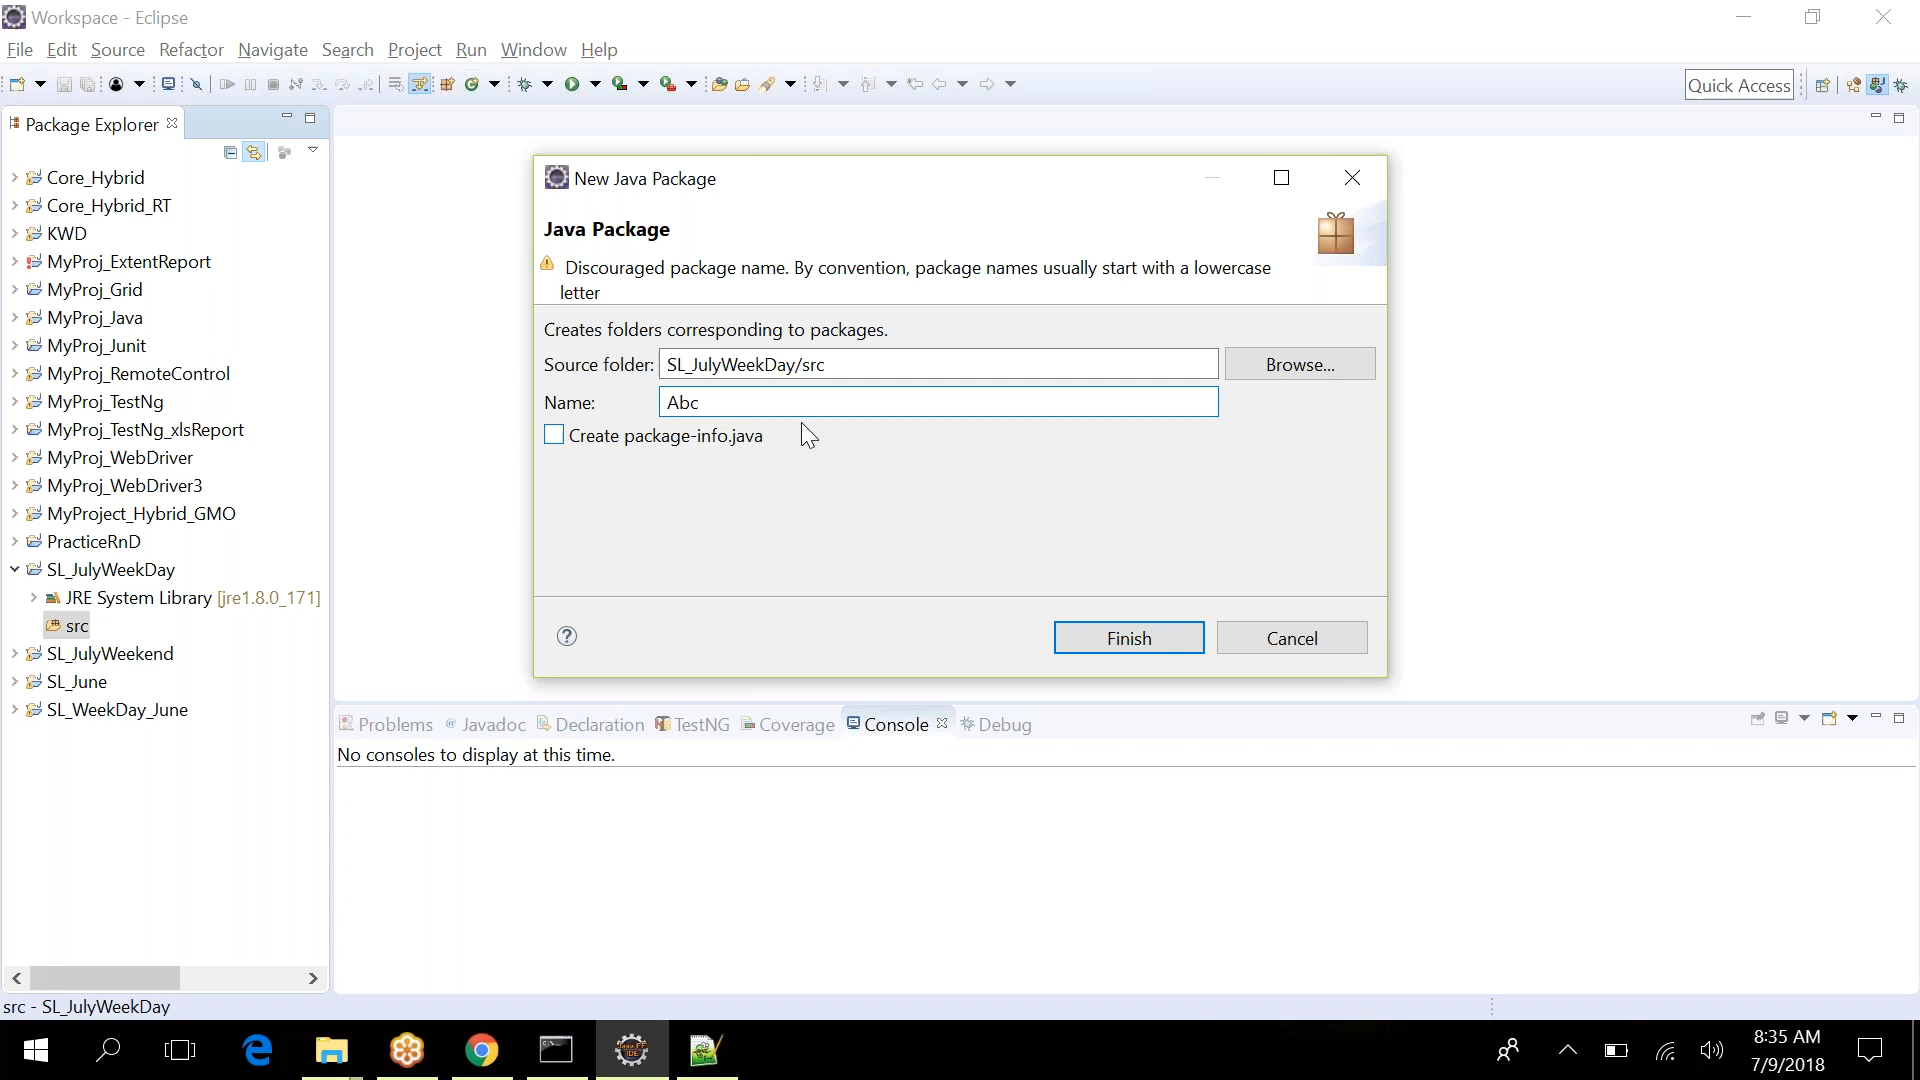 Workspace - Eclipse
File Edit Source Refactor Navigate Search Project Run Window Help
Quick Access
Package Explorer
Core_Hybrid
Core_Hybrid_RT
KWD
MyProj_ExtentReport
MyProj_Grid
MyProj_Java
MyProj_Junit
MyProj_RemoteControl
MyProj_TestNg
MyProj_TestNg_xlsReport
MyProj_WebDriver
MyProj_WebDriver3
MyProject_Hybrid_GMO
PracticeRnD
SL_JulyWeekDay
JRE System Library [jre1.8.0_171]
src
SL_JulyWeekend
SL_June
SL_WeekDay_June
New Java Package
Java Package
Discouraged package name. By convention, package names usually start with a lowercase
letter
Creates folders corresponding to packages.
Source folder: SL_JulyWeekDay/src Browse...
Name: Abc
Create package-info.java
Finish Cancel
Problems @ Javadoc Declaration TestNG Coverage Console Debug
No consoles to display at this time.
src - SL_JulyWeekDay
8:35 AM
7/9/2018